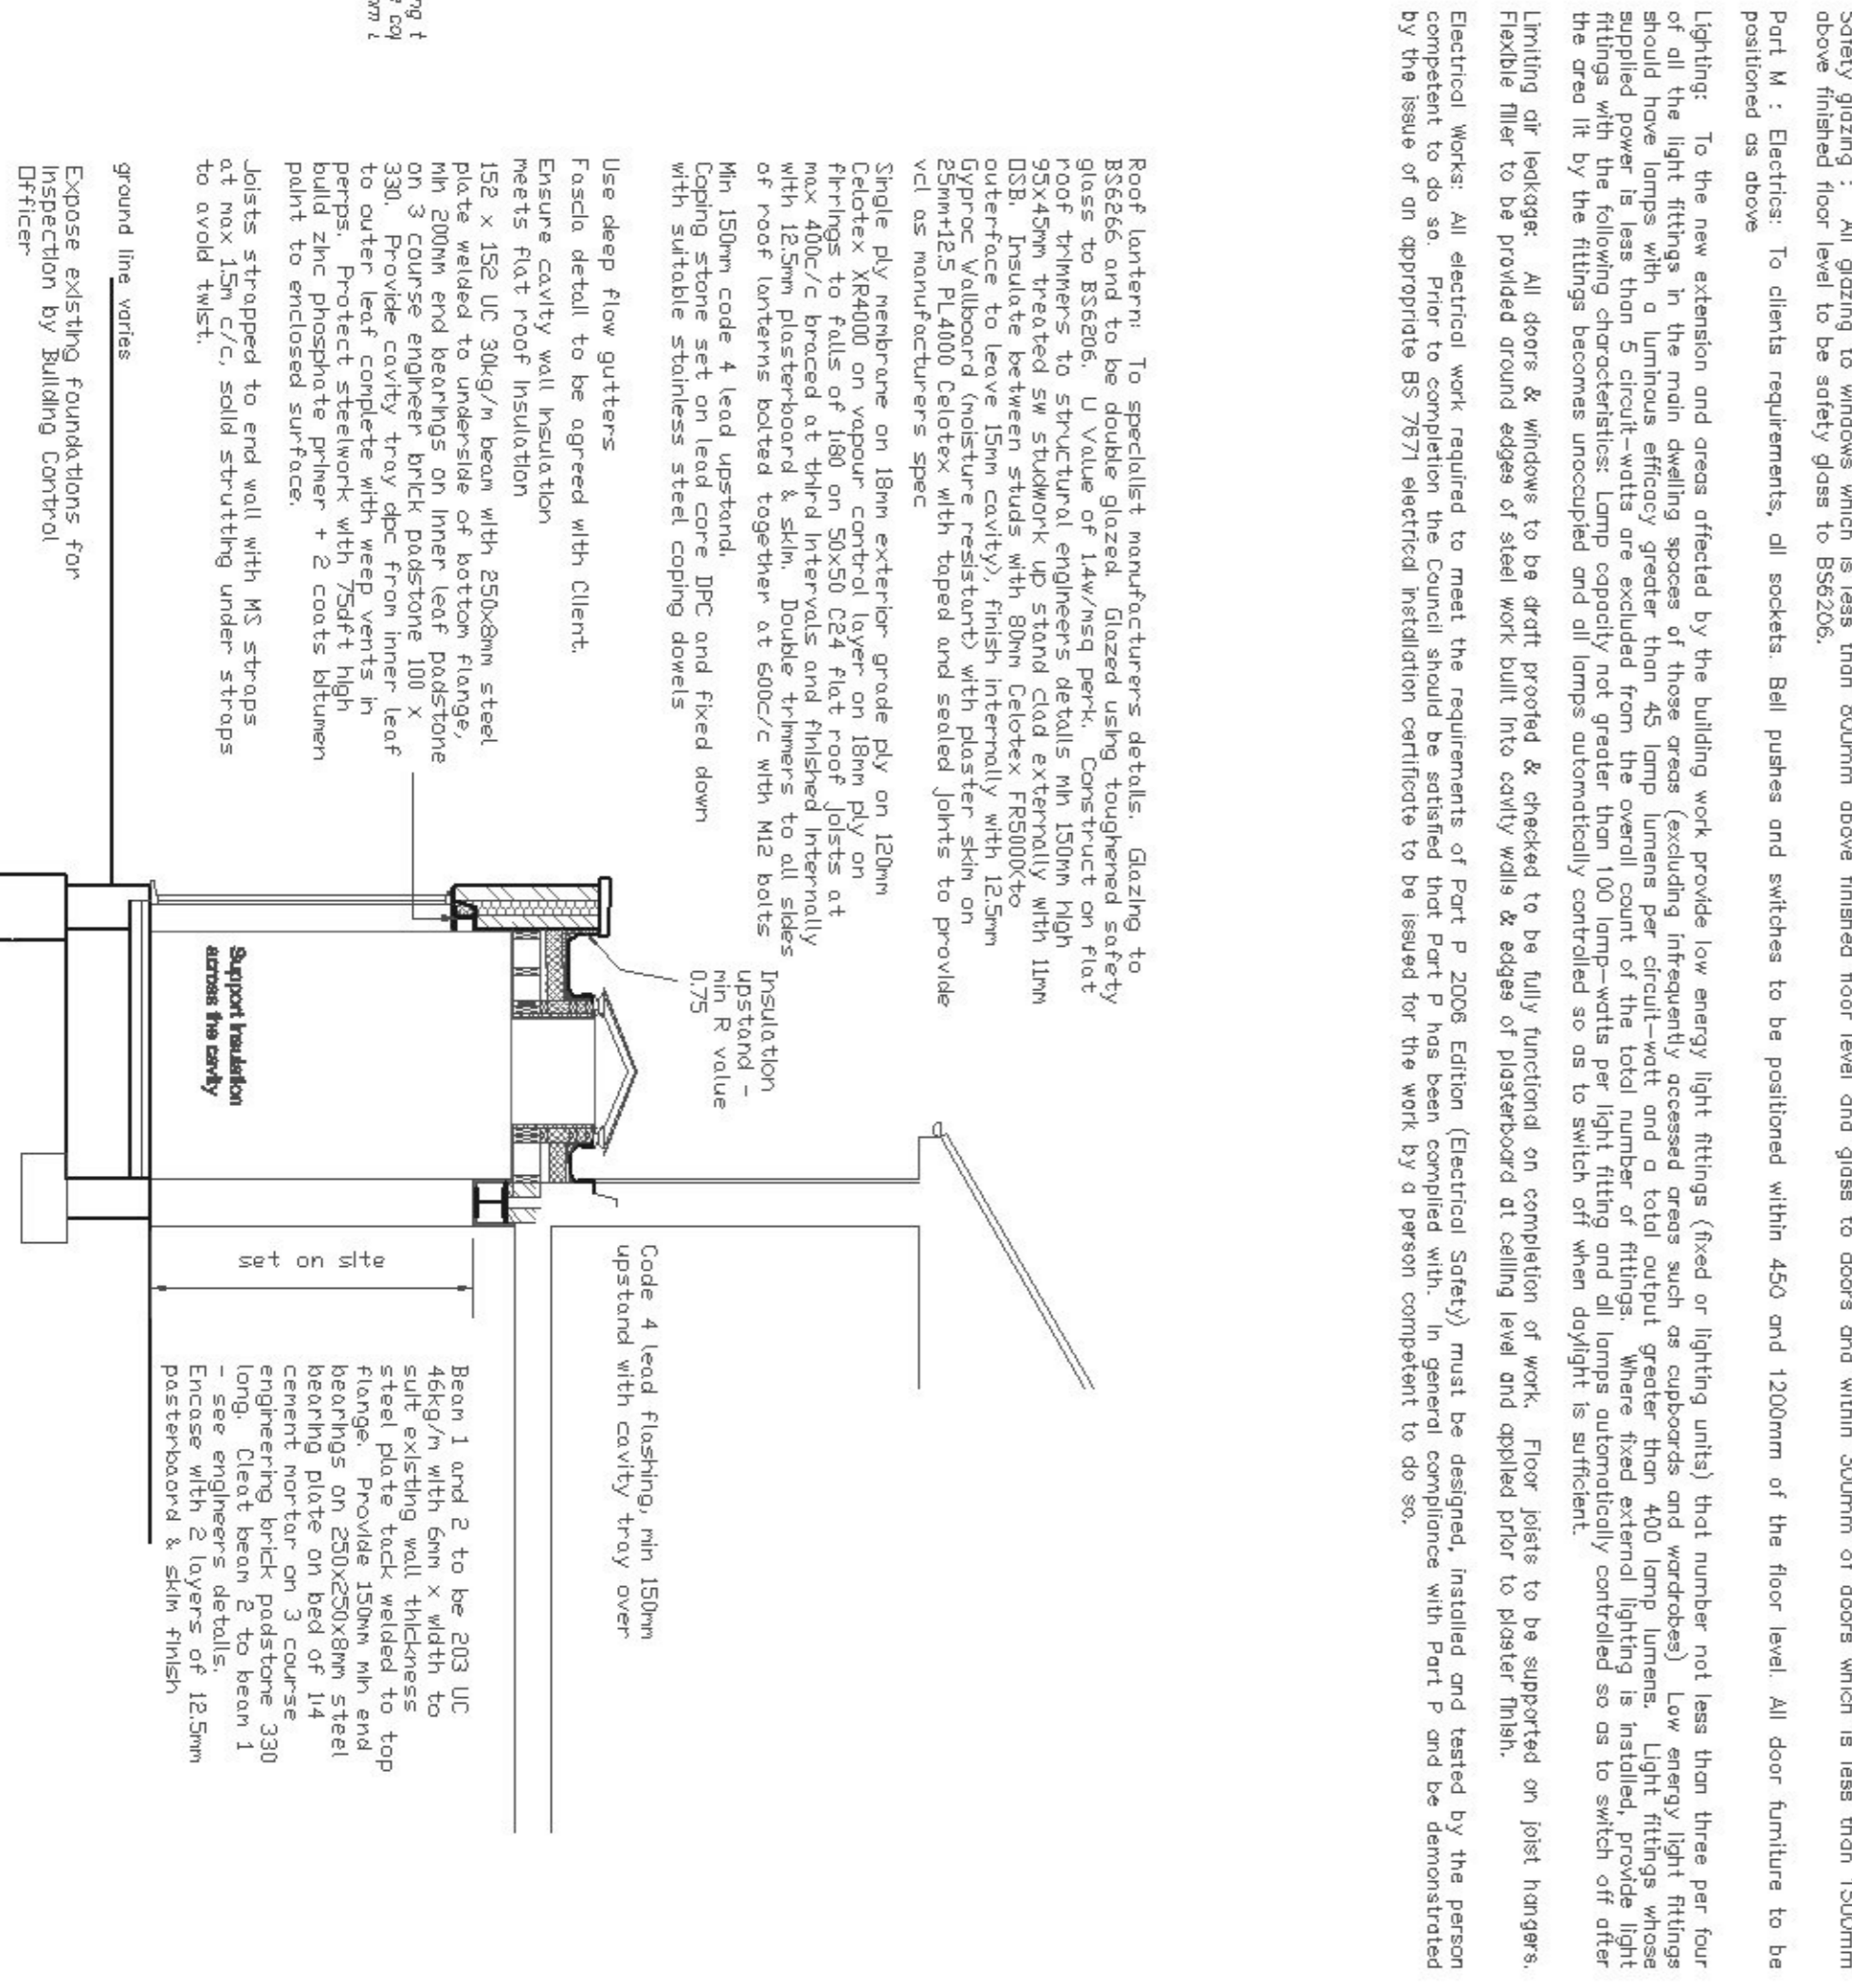 Safety glazing : All glazing to windows which is less than 800mm above finished floor level and glass to doors and within 300mm of doors which is less than 1500mm
above finished floor level to be safety glass to BS6206.
Part M : Electrics: To clients requirements, all sockets. Bell pushes and switches to be positioned within 450 and 1200mm of the floor level. All door furniture to be
positioned as above
Lighting: To the new extension and areas affected by the building work provide low energy light fittings (fixed or lighting units) that number not less than three per four
of all the light fittings in the main dwelling spaces of those areas (excluding infrequently accessed areas such as cupboards and wardrobes) Low energy light fittings
should have lamps with a luminous efficacy greater than 45 lamp lumens per circuit-watt and a total output greater than 400 lamp lumens. Light fittings whose
supplied power is less than 5 circuit-watts are excluded from the overall count of the total number of fittings. Where fixed external lighting is installed, provide light
fittings with the following characteristics: Lamp capacity not greater than 100 lamp-watts per light fitting and all lamps automatically controlled so as to switch off after
the area lit by the fittings becomes unoccupied and all lamps automatically controlled so as to switch off when daylight is sufficient.
Limiting air leakage: All doors & windows to be draft proofed & checked to be fully functional on completion of work. Floor joists to be supported on joist hangers.
Flexible filler to be provided around edges of steel work built into cavity walls & edges of plasterboard at ceiling level and applied prior to plaster finish.
Electrical Works: All electrical work required to meet the requirements of Part P 2006 Edition (Electrical Safety) must be designed, installed and tested by the person
competent to do so. Prior to completion the Council should be satisfied that Part P has been complied with. In general compliance with Part P and be demonstrated
by the issue of an appropriate BS 7671 electrical installation certificate to be issued for the work by a person competent to do so.
Roof lantern: To specialist manufacturers details. Glazing to
BS6266 and to be double glazed. Glazed using toughened safety
glass to BS6206. U Value of 1.4w/msq perk. Construct on flat
roof trimmers to structural engineers details min 150mm high
95x45mm treated sw studwork up stand clad externally with 11mm
OSB. Insulate between studs with 80mm Celotex FR5000(to
outerface to leave 15mm cavity), finish internally with 12.5mm
Gyproc Wallboard (moisture resistant) with plaster skin on
25mm+12.5 PL4000 Celotex with taped and sealed joints to provide
vcl as manufacturers spec
Single ply membrane on 18mm exterior grade ply on 120mm
Celotex XR4000 on vapour control layer on 18mm ply on
firrings to falls of 1:80 on 50x50 C24 flat roof joists at
max 400c/c braced at third intervals and finished internally
with 12.5mm plasterboard & skim. Double trimmers to all sides
of roof lanterns bolted together at 600c/c with M12 bolts
Min 150mm code 4 lead upstand.
Coping stone set on lead core DPC and fixed down
with suitable stainless steel coping dowels
Insulation
upstand -
min R value
0.75
Use deep flow gutters
Fascia detail to be agreed with Client.
Ensure cavity wall insulation
meets flat roof insulation
152 x 152 UC 30kg/m beam with 250x8mm steel
plate welded to underside of bottom flange,
min 200mm end bearings on inner leaf padstone
on 3 course engineer brick padstone 100 x
330. Provide cavity tray dpc from inner leaf
to outer leaf complete with weep vents in
perps. Protect steelwork with 75dft high
build zinc phosphate primer + 2 coats bitumen
paint to enclosed surface.
Joists strapped to end wall with MS straps
at max 1.5m c/c, solid strutting under straps
to avoid twist.
ground line varies
Expose existing foundations for
Inspection by Building Control
Officer
Support insulation
across the cavity
Code 4 lead flashing, min 150mm
upstand with cavity tray over
set on site
Beam 1 and 2 to be 203 UC
46kg/m with 6mm x width to
suit existing wall thickness
steel plate tack welded to top
flange. Provide 150mm min end
bearings on 250x250x8mm steel
bearing plate on bed of 1:4
cement mortar on 3 course
engineering brick padstone 330
long. Cleat beam 2 to beam 1
- see engineers details.
Encase with 2 layers of 12.5mm
pasterboard & skim finish